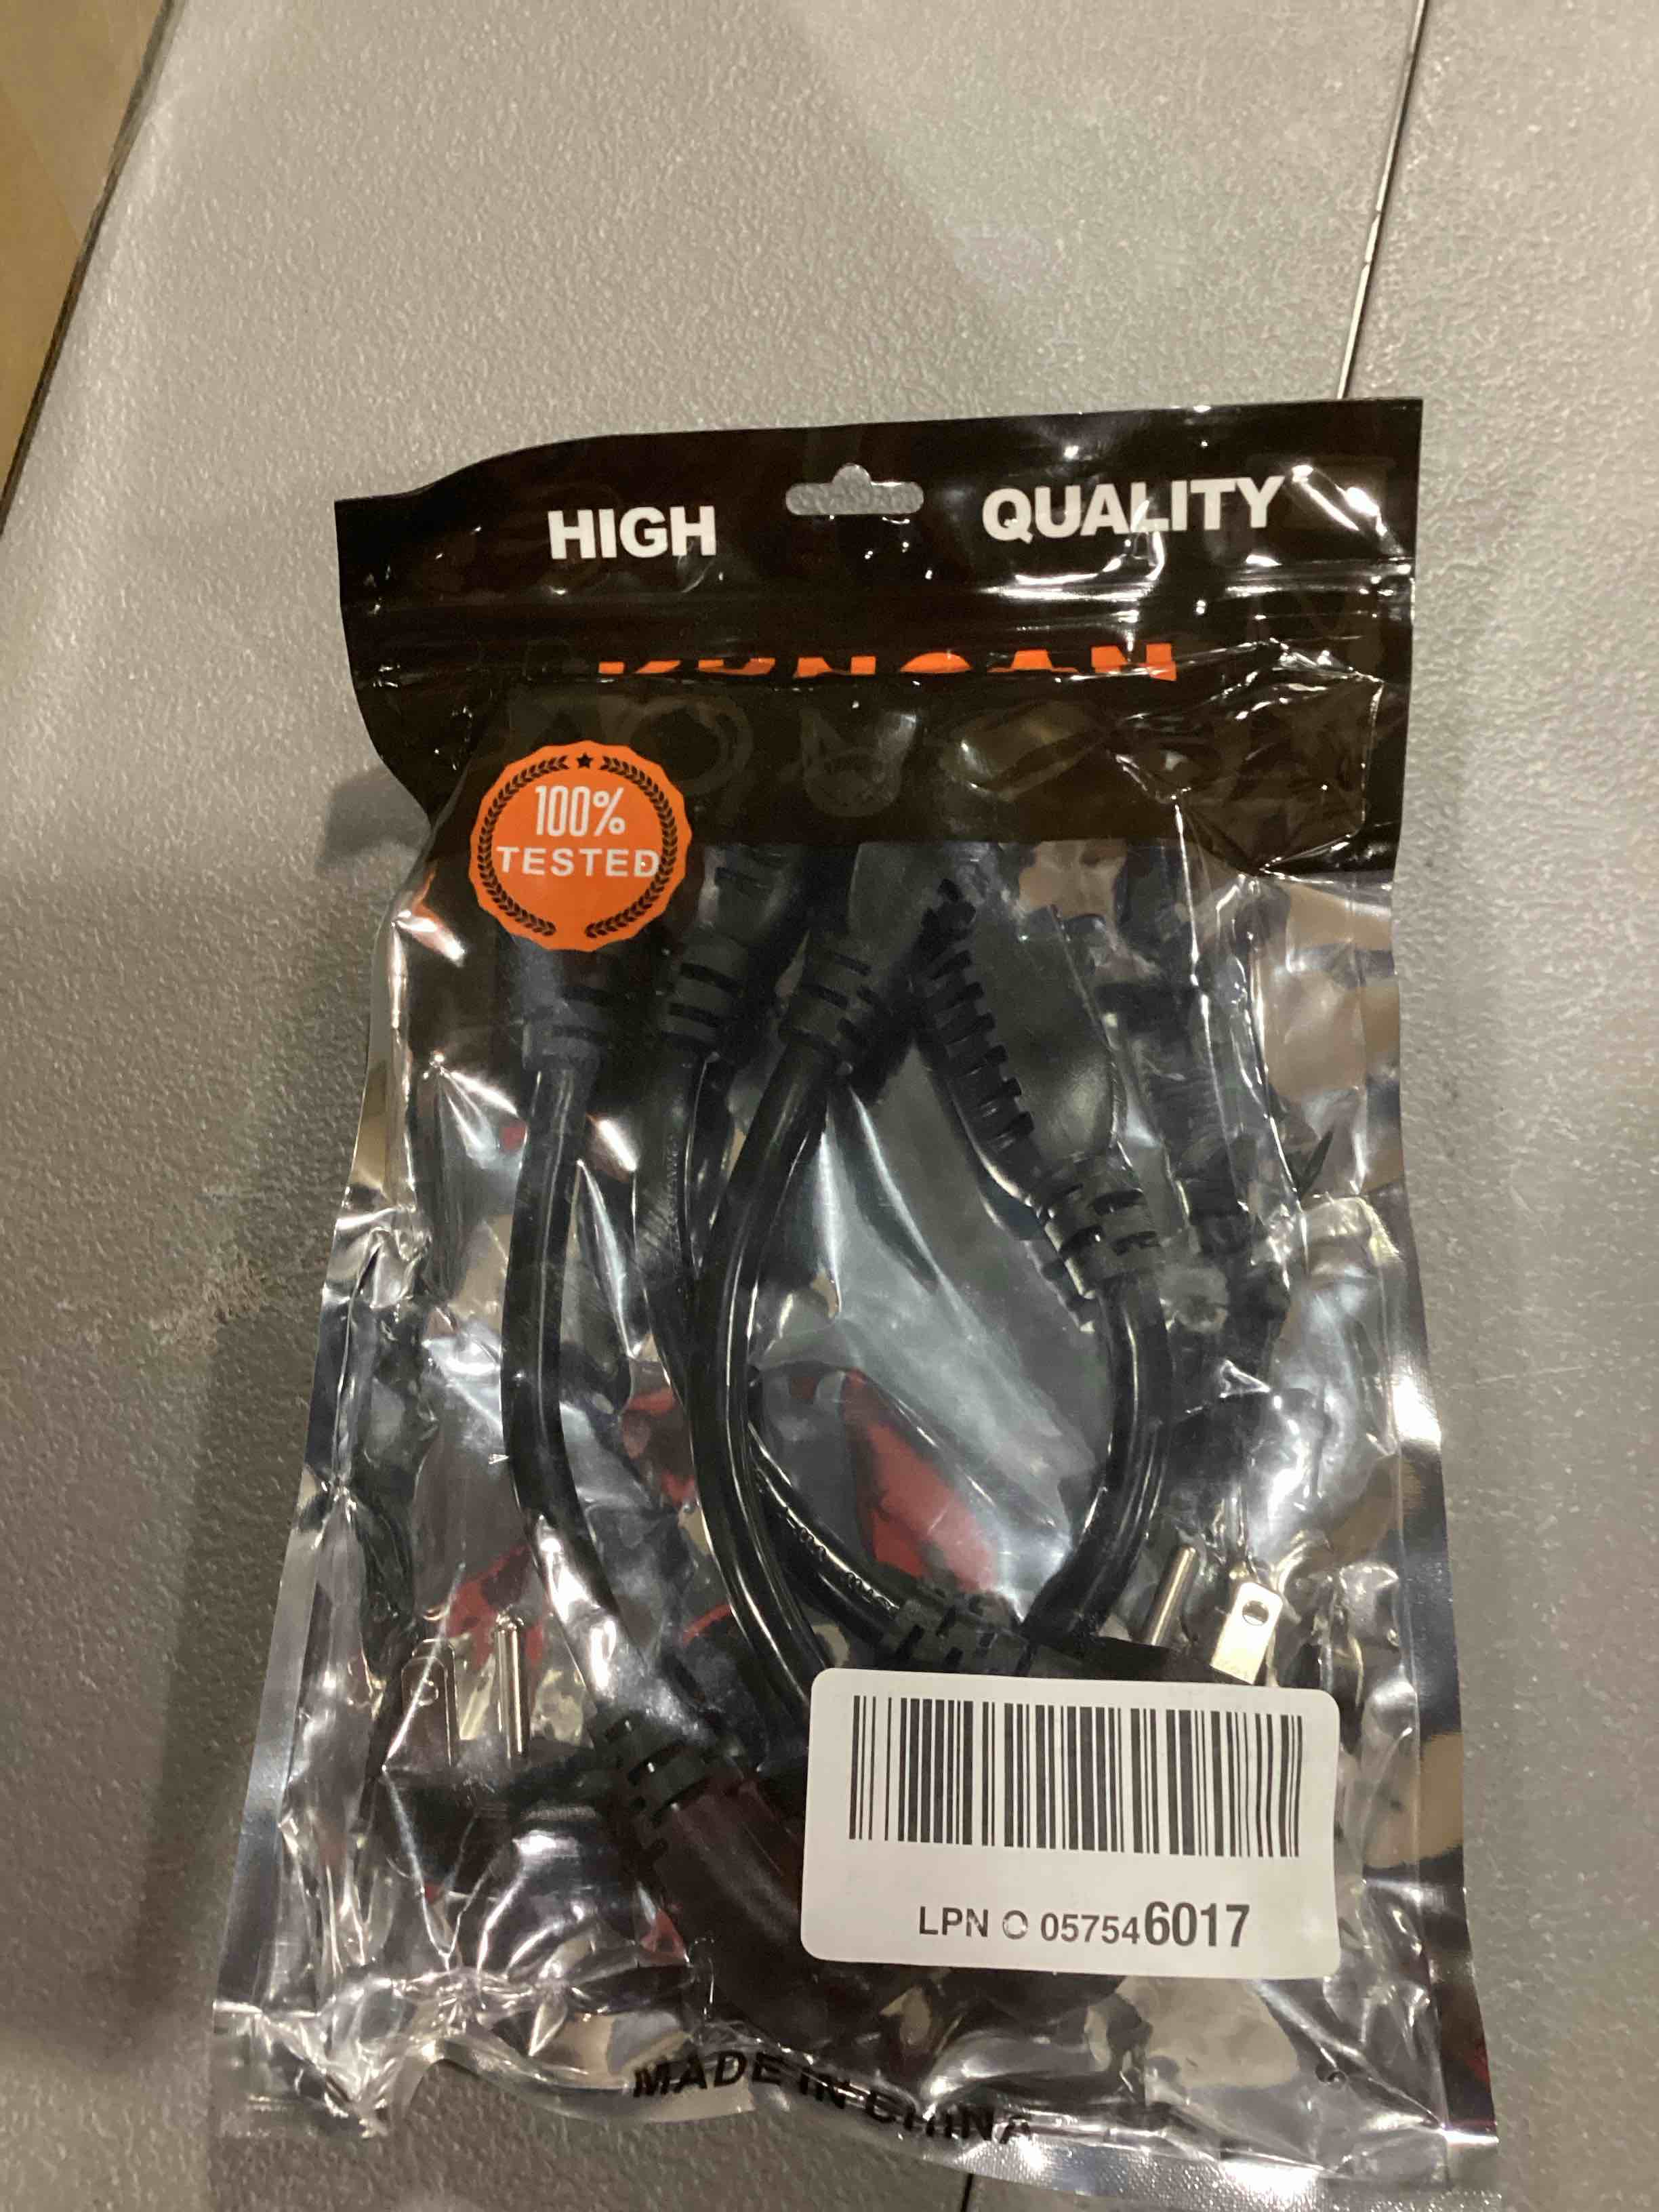 HIGH QUALITY
100%
TESTED
LPN O 057546017
MADE IN CHINA